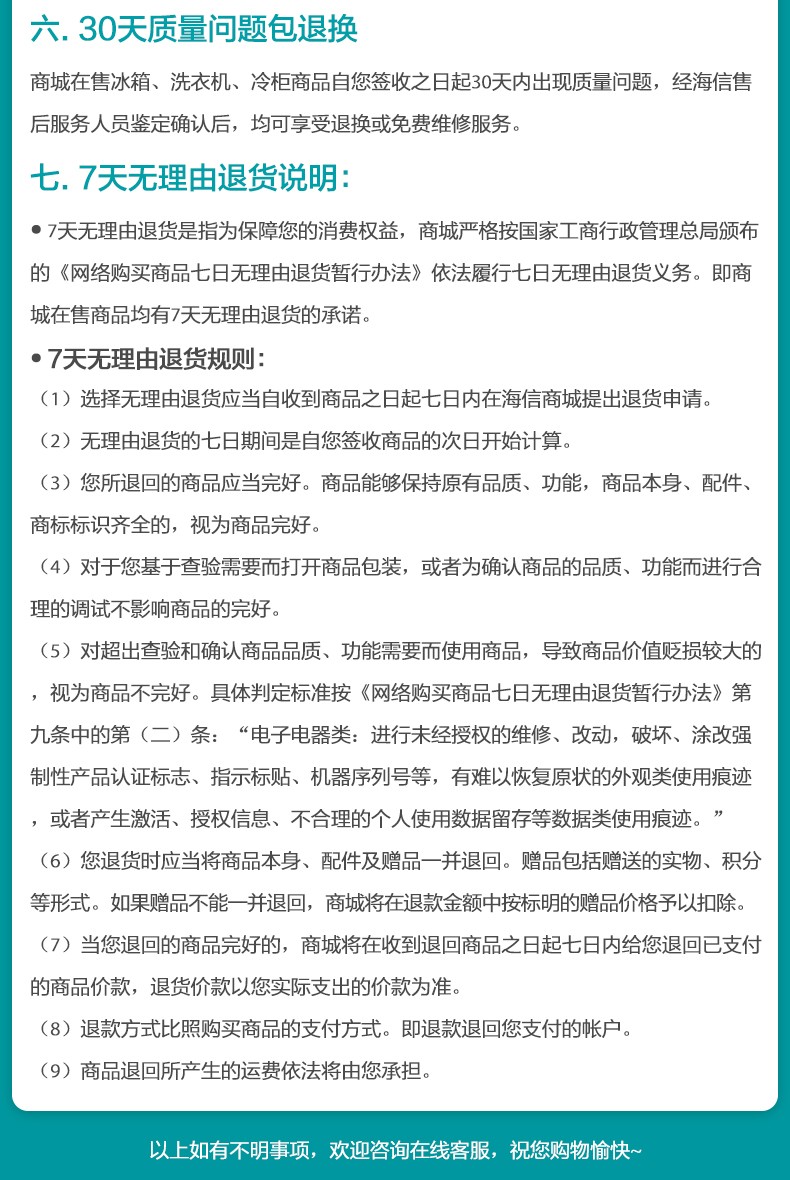 六. 30天质量问题包退换
商城在售冰箱、洗衣机、冷柜商品自您签收之日起30天内出现质量问题，经海信售
后服务人员鉴定确认后，均可享受退换或免费维修服务。
七. 7天无理由退货说明：
• 7天无理由退货是指为保障您的消费权益，商城严格按国家工商行政管理总局颁布
的《网络购买商品七日无理由退货暂行办法》依法履行七日无理由退货义务。即商
城在售商品均有7天无理由退货的承诺。
• 7天无理由退货规则：
（1）选择无理由退货应当自收到商品之日起七日内在海信商城提出退货申请。
（2）无理由退货的七日期间是自您签收商品的次日开始计算。
（3）您所退回的商品应当完好。商品能够保持原有品质、功能，商品本身、配件、
商标标识齐全的，视为商品完好。
（4）对于您基于查验需要而打开商品包装，或者为确认商品的品质、功能而进行合
理的调试不影响商品的完好。
（5）对超出查验和确认商品品质、功能需要而使用商品，导致商品价值贬损较大的
，视为商品不完好。具体判定标准按《网络购买商品七日无理由退货暂行办法》第
九条中的第（二）条：“电子电器类：进行未经授权的维修、改动，破坏、涂改强
制性产品认证标志、指示标贴、机器序列号等，有难以恢复原状的外观类使用痕迹
，或者产生激活、授权信息、不合理的个人使用数据留存等数据类使用痕迹。”
（6）您退货时应当将商品本身、配件及赠品一并退回。赠品包括赠送的实物、积分
等形式。如果赠品不能一并退回，商城将在退款金额中按标明的赠品价格予以扣除。
（7）当您退回的商品完好的，商城将在收到退回商品之日起七日内给您退回已支付
的商品价款，退货价款以您实际支出的价款为准。
（8）退款方式比照购买商品的支付方式。即退款退回您支付的帐户。
（9）商品退回所产生的运费依法将由您承担。
以上如有不明事项，欢迎咨询在线客服，祝您购物愉快~